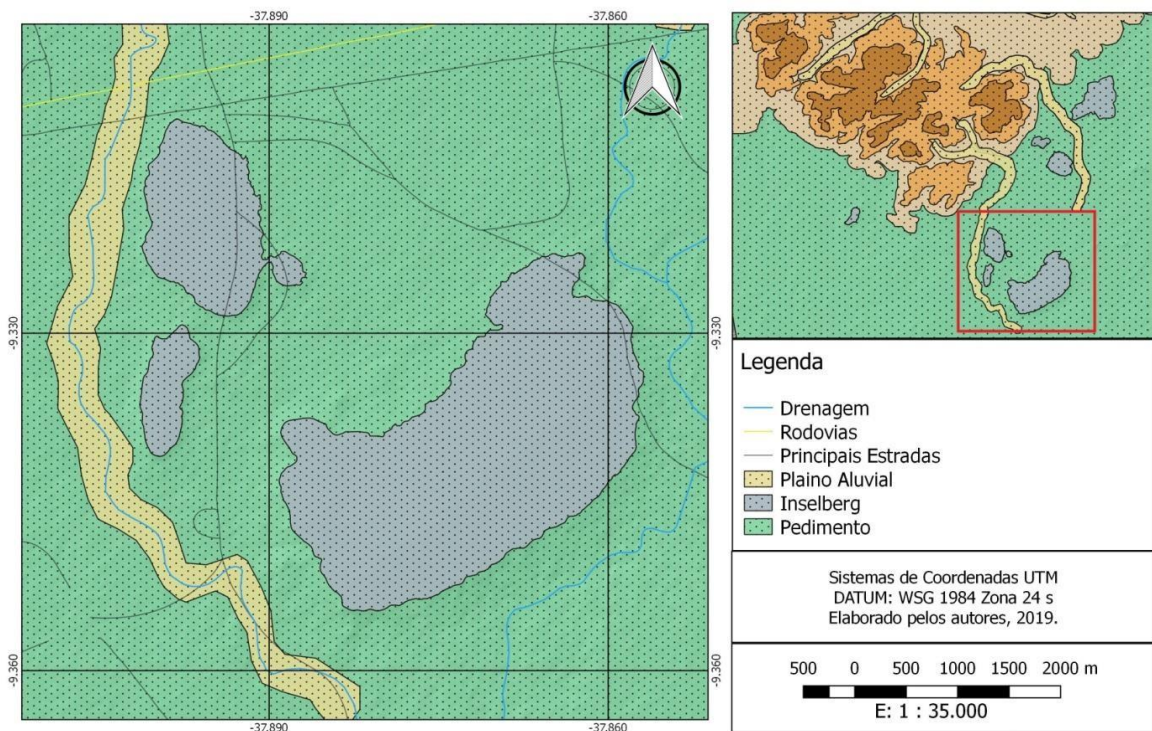 -37.890
-37.860
-9.330
-9.330
-9.360
-9.360
-37.890
-37.860
Legenda
Drenagem
Rodovias
Principais Estradas
Plaino Aluvial
Inselberg
Pedimento
Sistemas de Coordenadas UTM
DATUM: WSG 1984 Zona 24 s
Elaborado pelos autores, 2019.
500 0 500 1000 1500 2000 m
E: 1 : 35.000